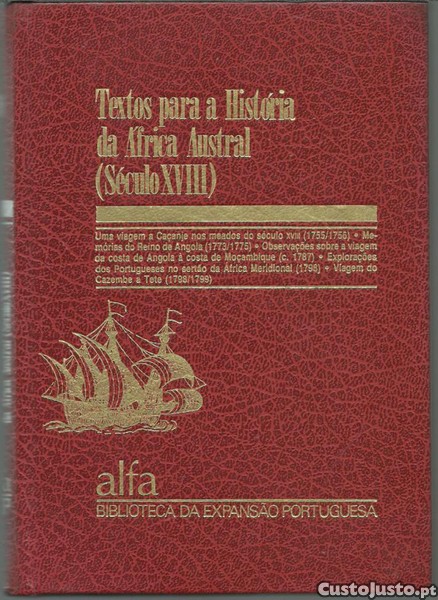 Textos para a História
da África Austral
(Século XVIII)
Uma viagem a Caçanje nos meados do século XVIII (1755/1756) • Me-
mórias do Reino de Angola (1773/1775) • Observações sobre a viagem
da costa de Angola à costa de Moçambique (c. 1787) • Explorações
dos Portugueses no sertão da África Meridional (1798) • Viagem do
Cazembe a Tete (1798/1799)
alfa
BIBLIOTECA DA EXPANSÃO PORTUGUESA
CustoJusto.pt